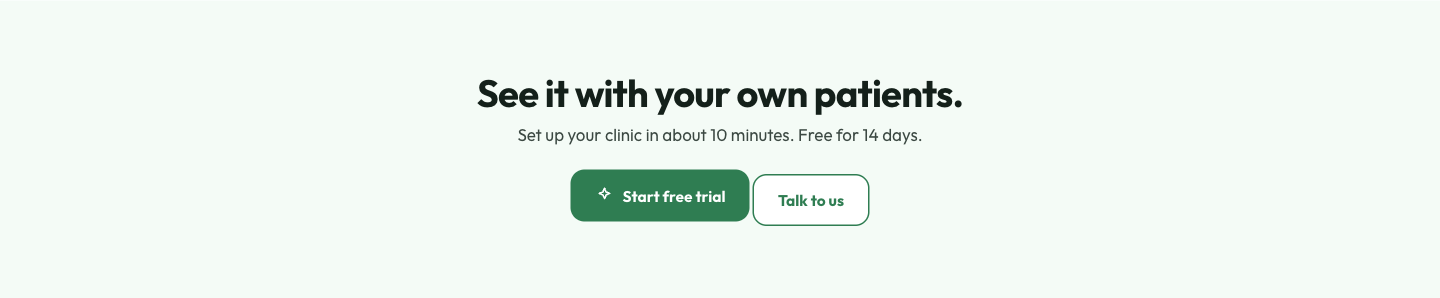 See it with your own patients.
Set up your clinic in about 10 minutes. Free for 14 days.
Start free trial
Talk to us